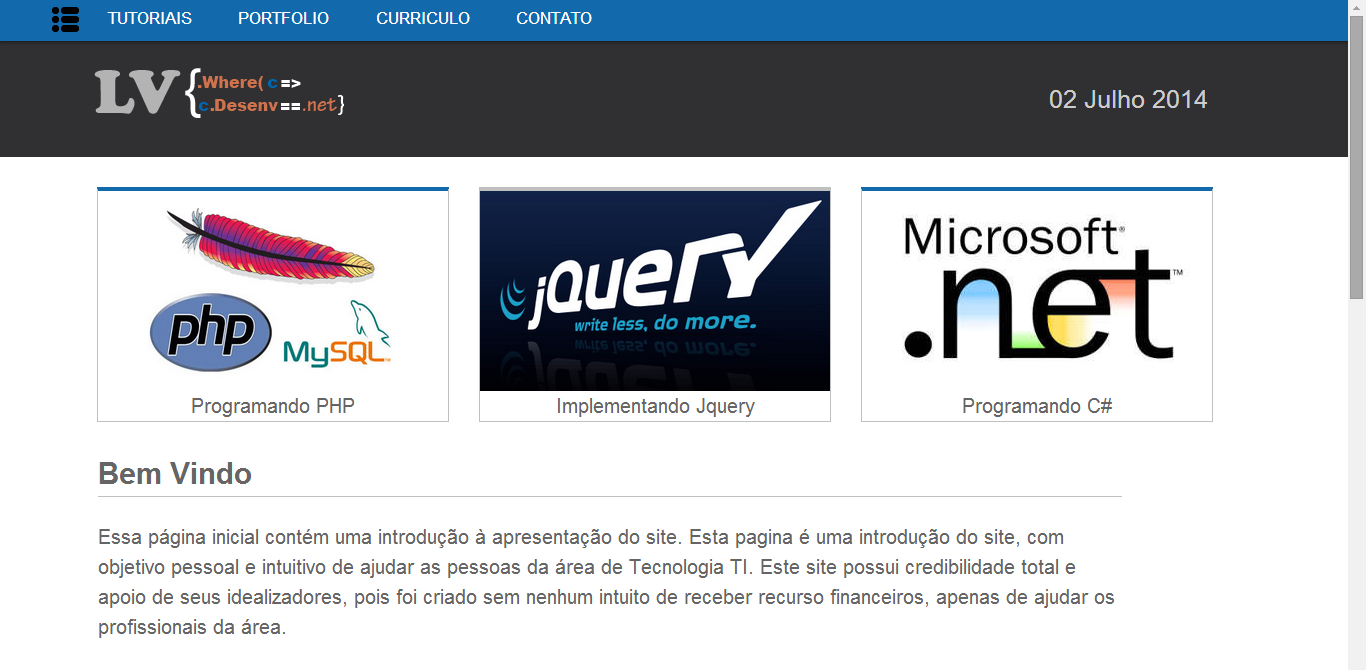 TUTORIAIS PORTFOLIO CURRICULO CONTATO
LV {.Where( c =>
c.Desenv==.net}
02 Julho 2014
php
MySQL™
Programando PHP
jQuery
write less, do more.
Implementando Jquery
Microsoft®
.net™
Programando C#
Bem Vindo
Essa página inicial contém uma introdução à apresentação do site. Esta pagina é uma introdução do site, com
objetivo pessoal e intuitivo de ajudar as pessoas da área de Tecnologia TI. Este site possui credibilidade total e
apoio de seus idealizadores, pois foi criado sem nenhum intuito de receber recurso financeiros, apenas de ajudar os
profissionais da área.